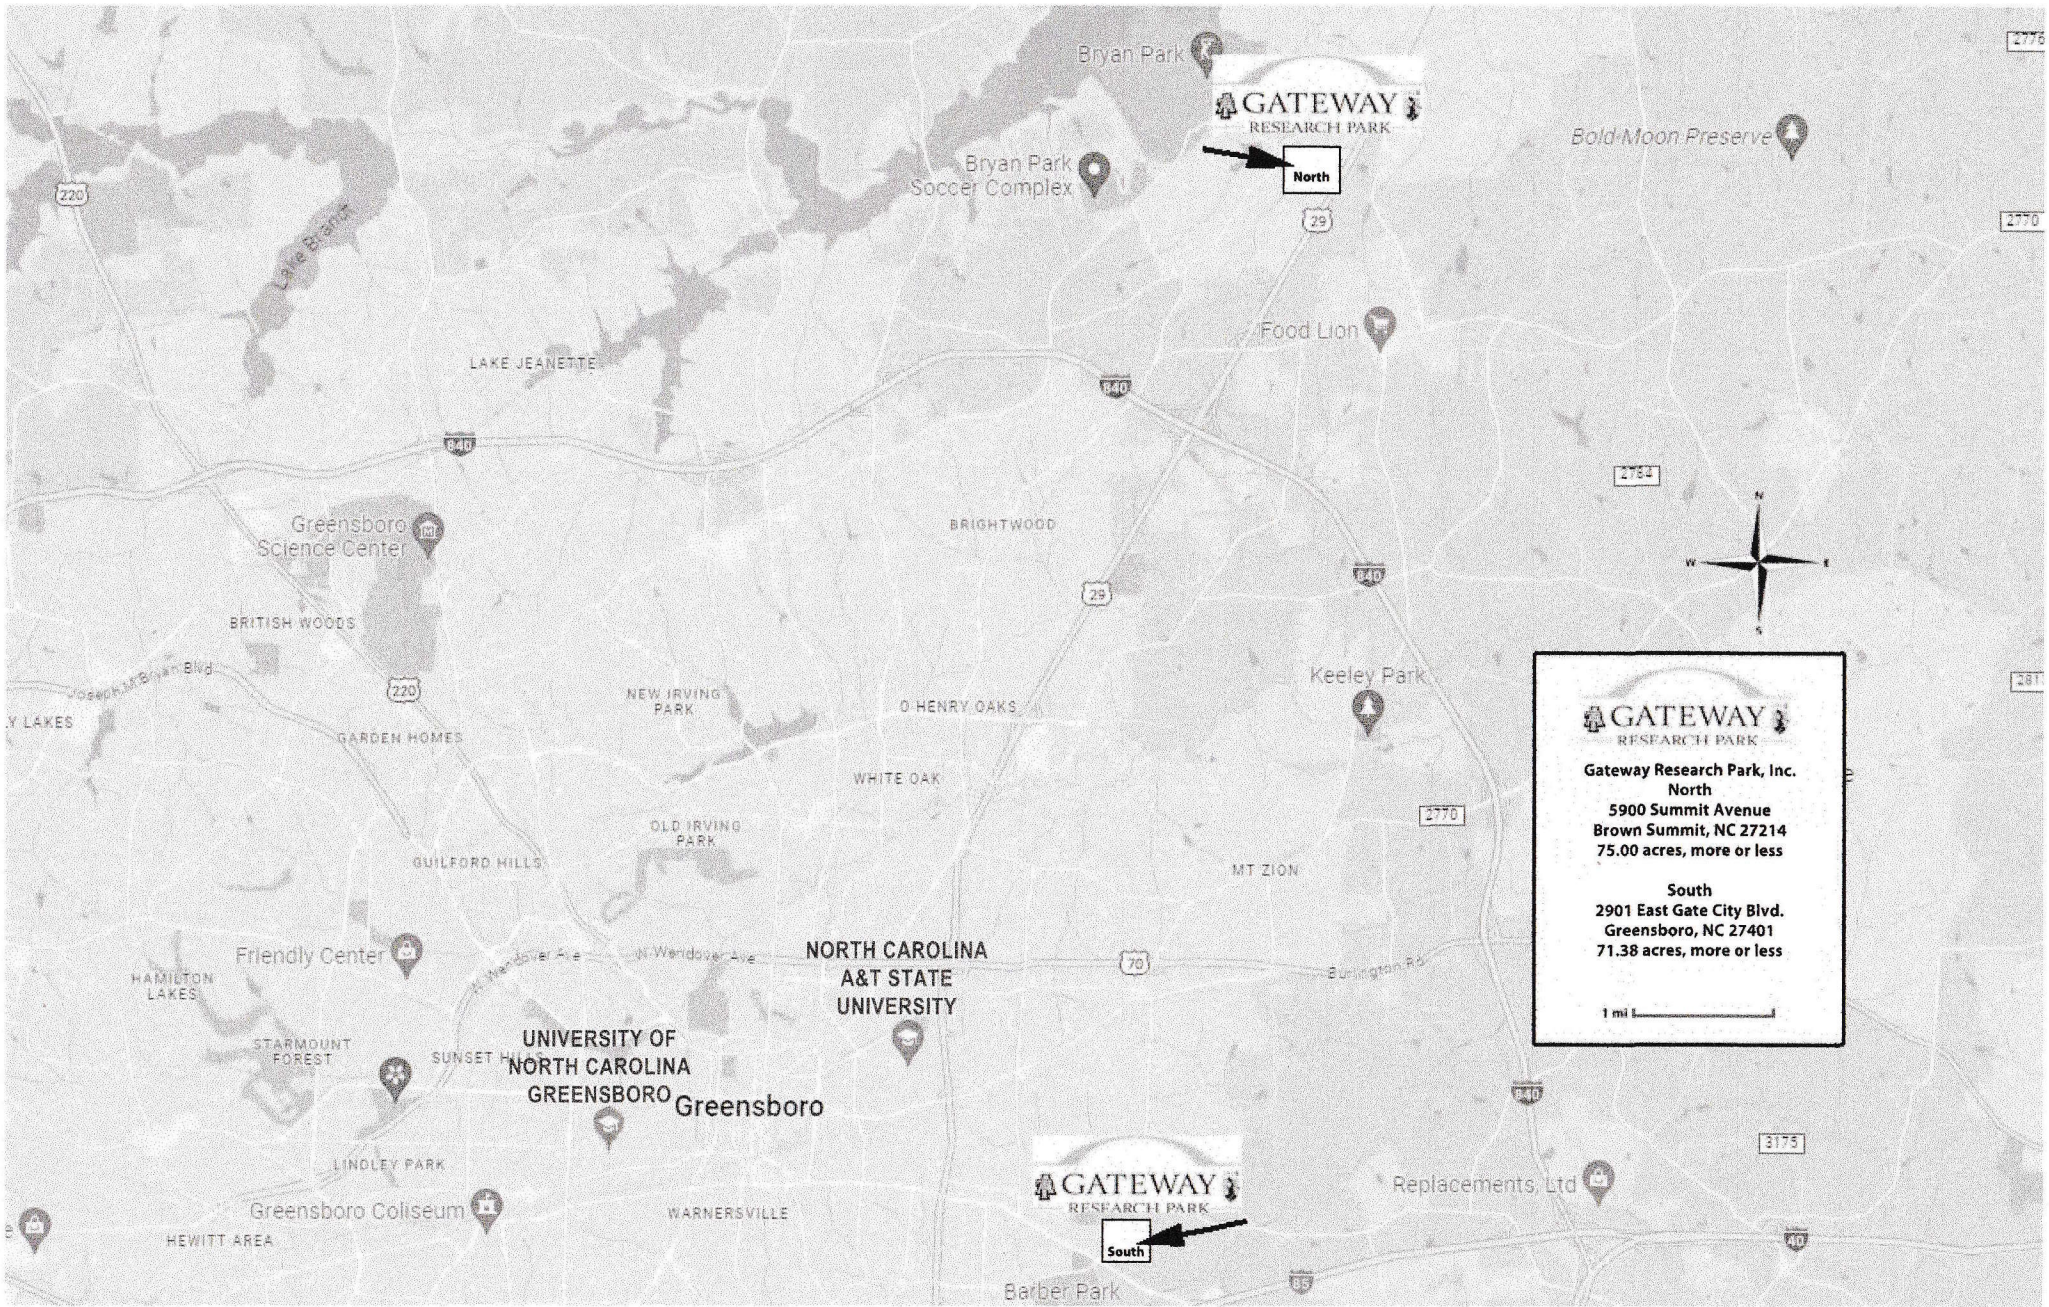 2776
Bryan Park
GATEWAY
RESEARCH PARK
North
Bold Moon Preserve
Bryan Park
Soccer Complex
220
Lake Branch
29
2770
Food Lion
LAKE JEANETTE
840
840
2784
Greensboro
Science Center
BRIGHTWOOD
N
W
E
S
840
29
BRITISH WOODS
Joseph M Bryan Blvd
220
Keeley Park
NEW IRVING
PARK
O HENRY OAKS
Y LAKES
GARDEN HOMES
WHITE OAK
2770
OLD IRVING
PARK
GUILFORD HILLS
MT ZION
GATEWAY
RESEARCH PARK
Gateway Research Park, Inc.
North
5900 Summit Avenue
Brown Summit, NC 27214
75.00 acres, more or less
South
2901 East Gate City Blvd.
Greensboro, NC 27401
71.38 acres, more or less
1 mi
Friendly Center
N Wendover Ave
N Wendover Ave
NORTH CAROLINA
A&T STATE
UNIVERSITY
70
Burlington Rd
HAMILTON
LAKES
STARMOUNT
FOREST
SUNSET HILLS
UNIVERSITY OF
NORTH CAROLINA
GREENSBORO
Greensboro
840
3175
LINDLEY PARK
GATEWAY
RESEARCH PARK
South
Replacements, Ltd
Greensboro Coliseum
WARNERSVILLE
HEWITT AREA
40
85
Barber Park